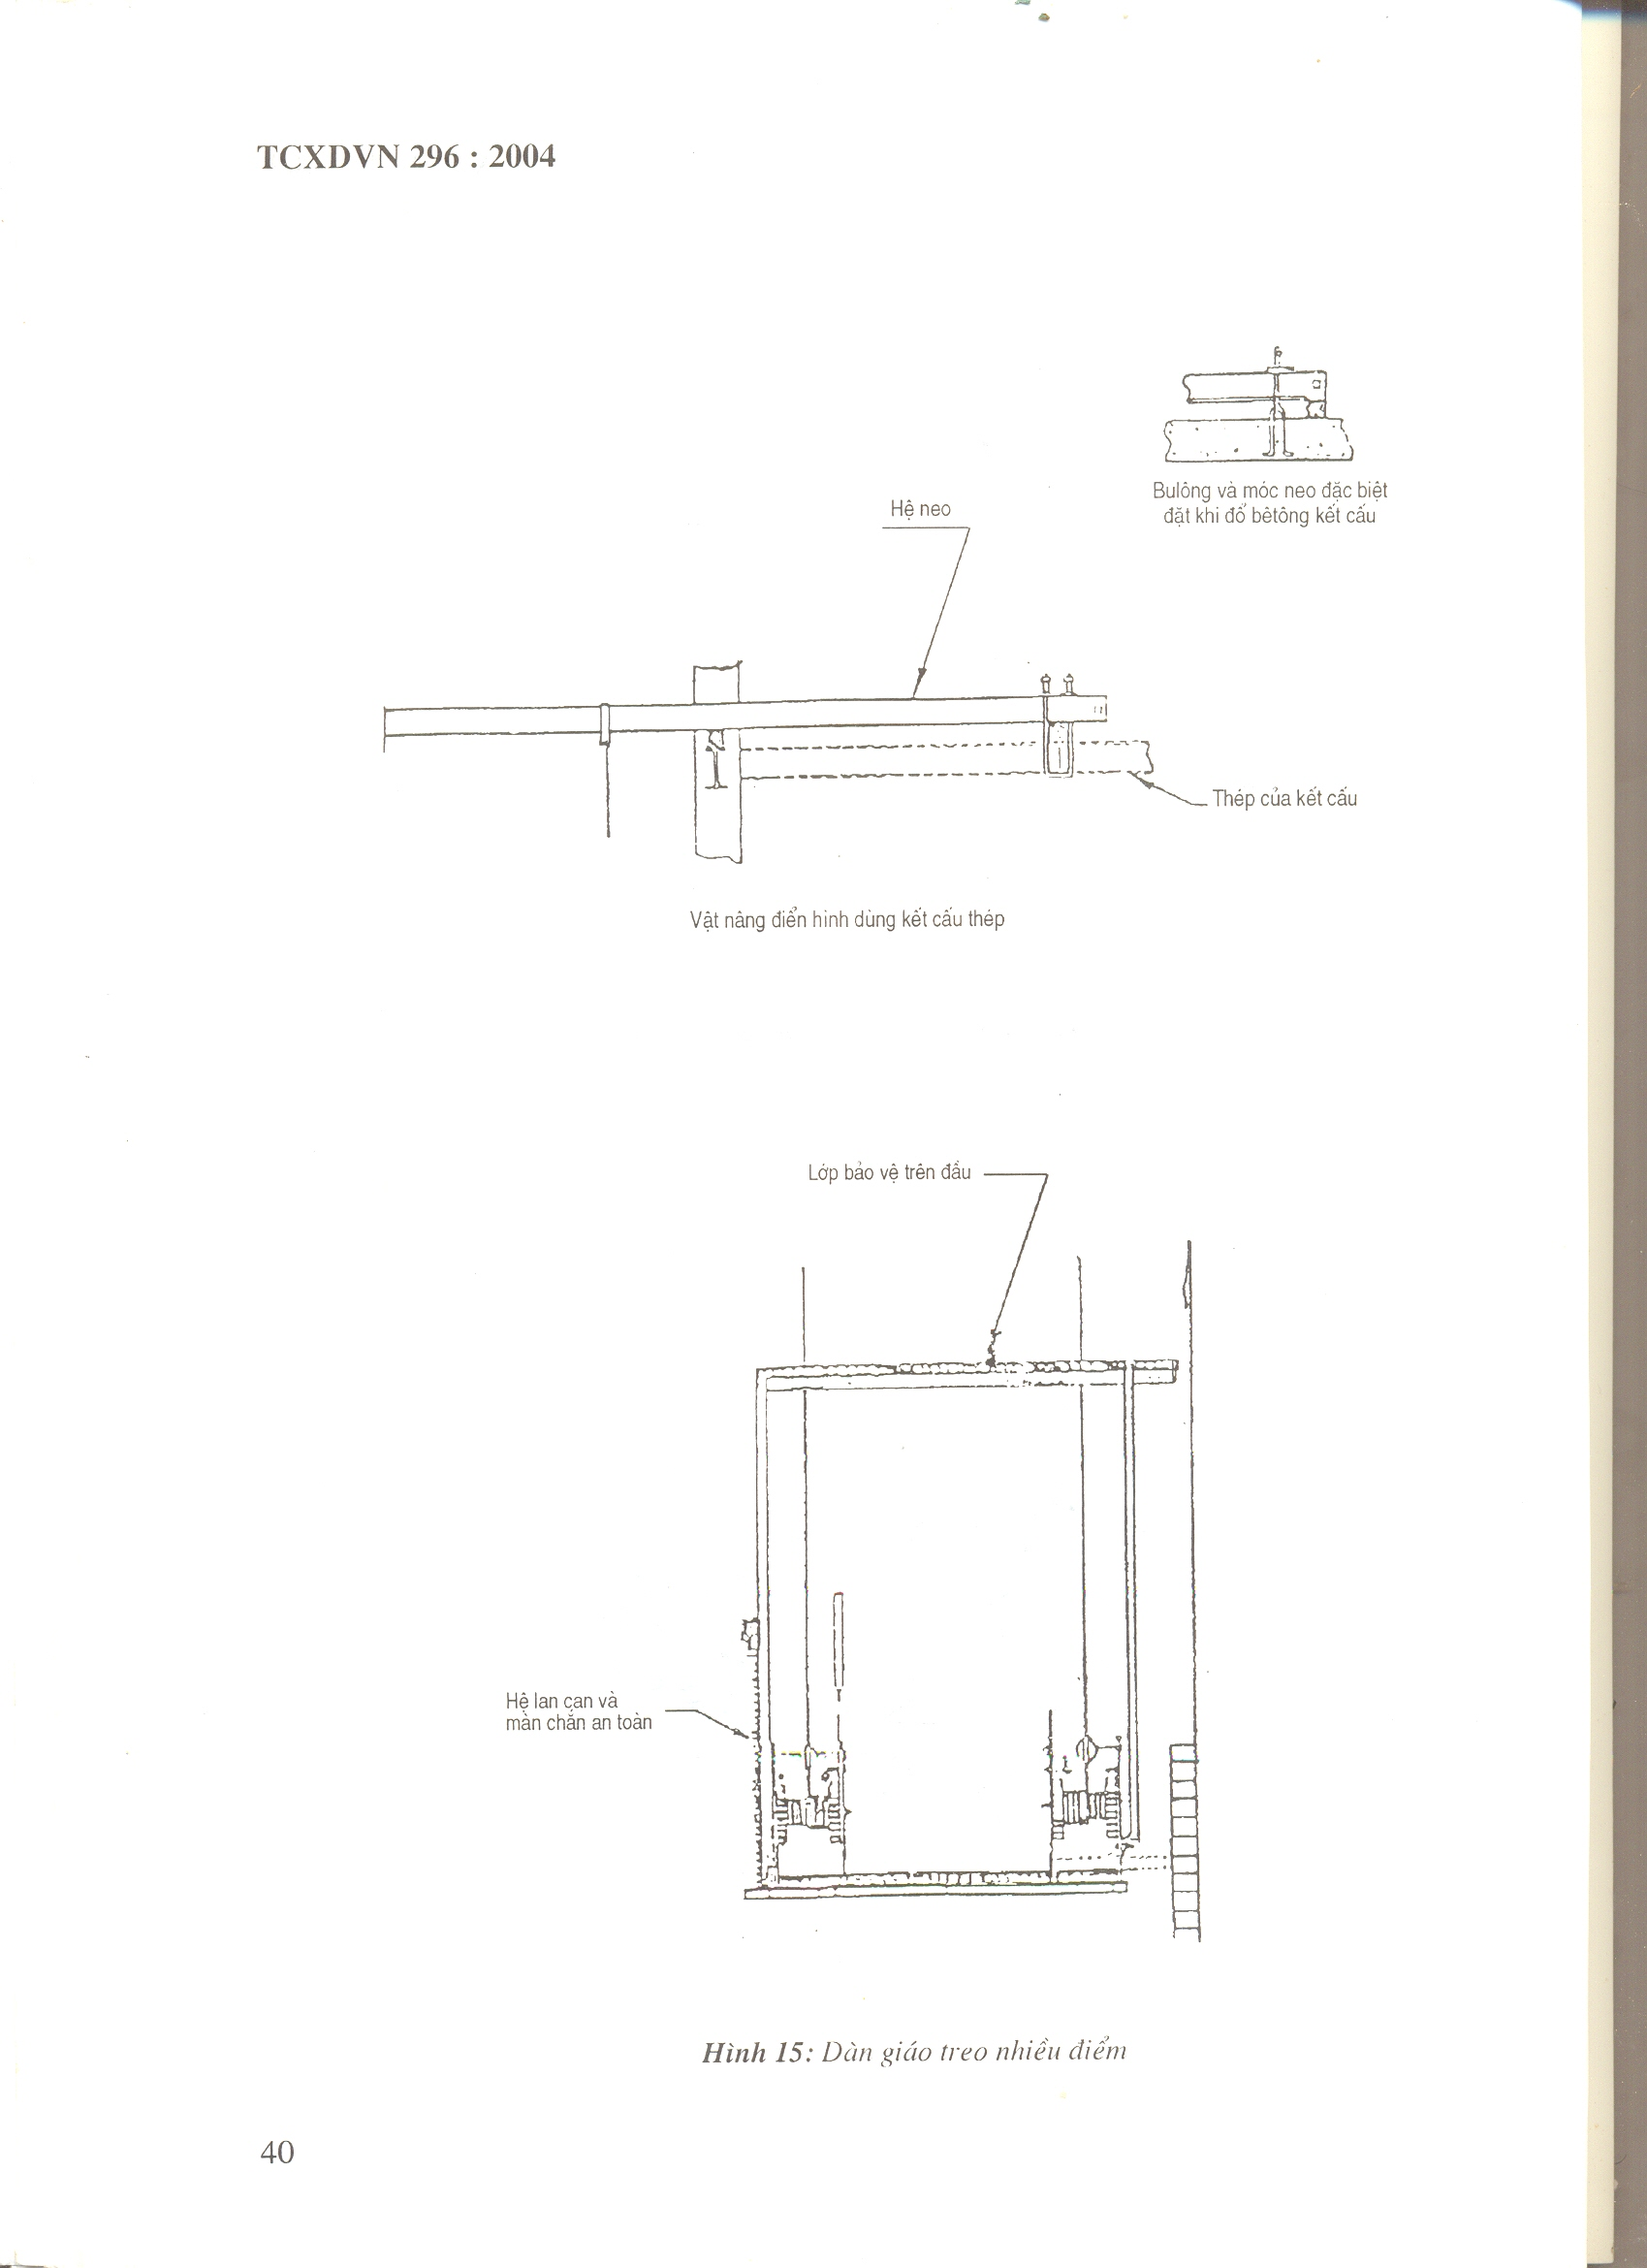 TCXDVN 296 : 2004
Bulông và móc neo đặc biệt
đặt khi đổ bêtông kết cấu
Hệ neo
Thép của kết cấu
Vật nâng điển hinh dùng kết cấu thép
Lớp bảo vệ trên đầu
Hệ lan can và
màn chắn an toàn
Hình 15: Dàn giáo treo nhiều điểm
40